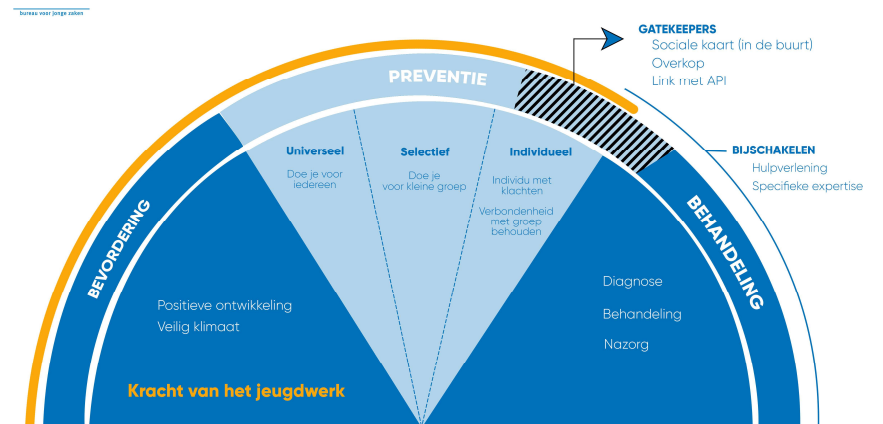 bureau voor jonge zaken
GATEKEEPERS
Sociale kaart (in de buurt)
Overkop
Link met API
PREVENTIE
BIJSCHAKELEN
Hulpverlening
Specifieke expertise
Universeel
Doe je voor
iedereen
Selectief
Doe je
voor kleine groep
Individueel
Individu met
klachten
Verbondenheid
met groep
behouden
BEVORDERING
BEHANDELING
Positieve ontwikkeling
Veilig klimaat
Diagnose
Behandeling
Nazorg
Kracht van het jeugdwerk